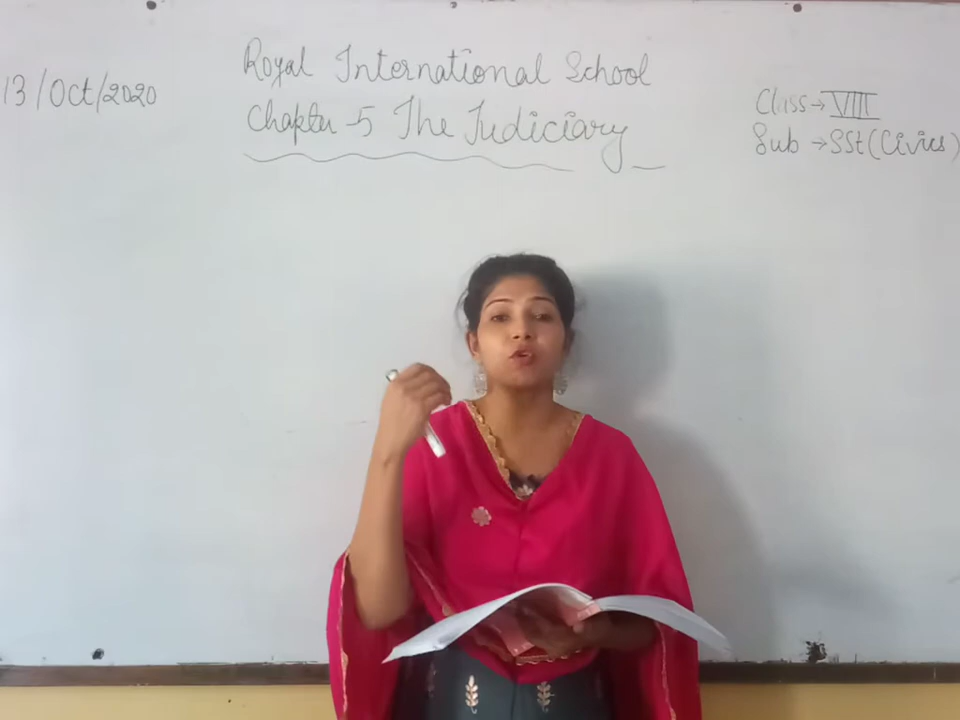 13/Oct/2020
Royal International School
Chapter-5 The Judiciary
Class→VIII
Sub→SSt(Civics)